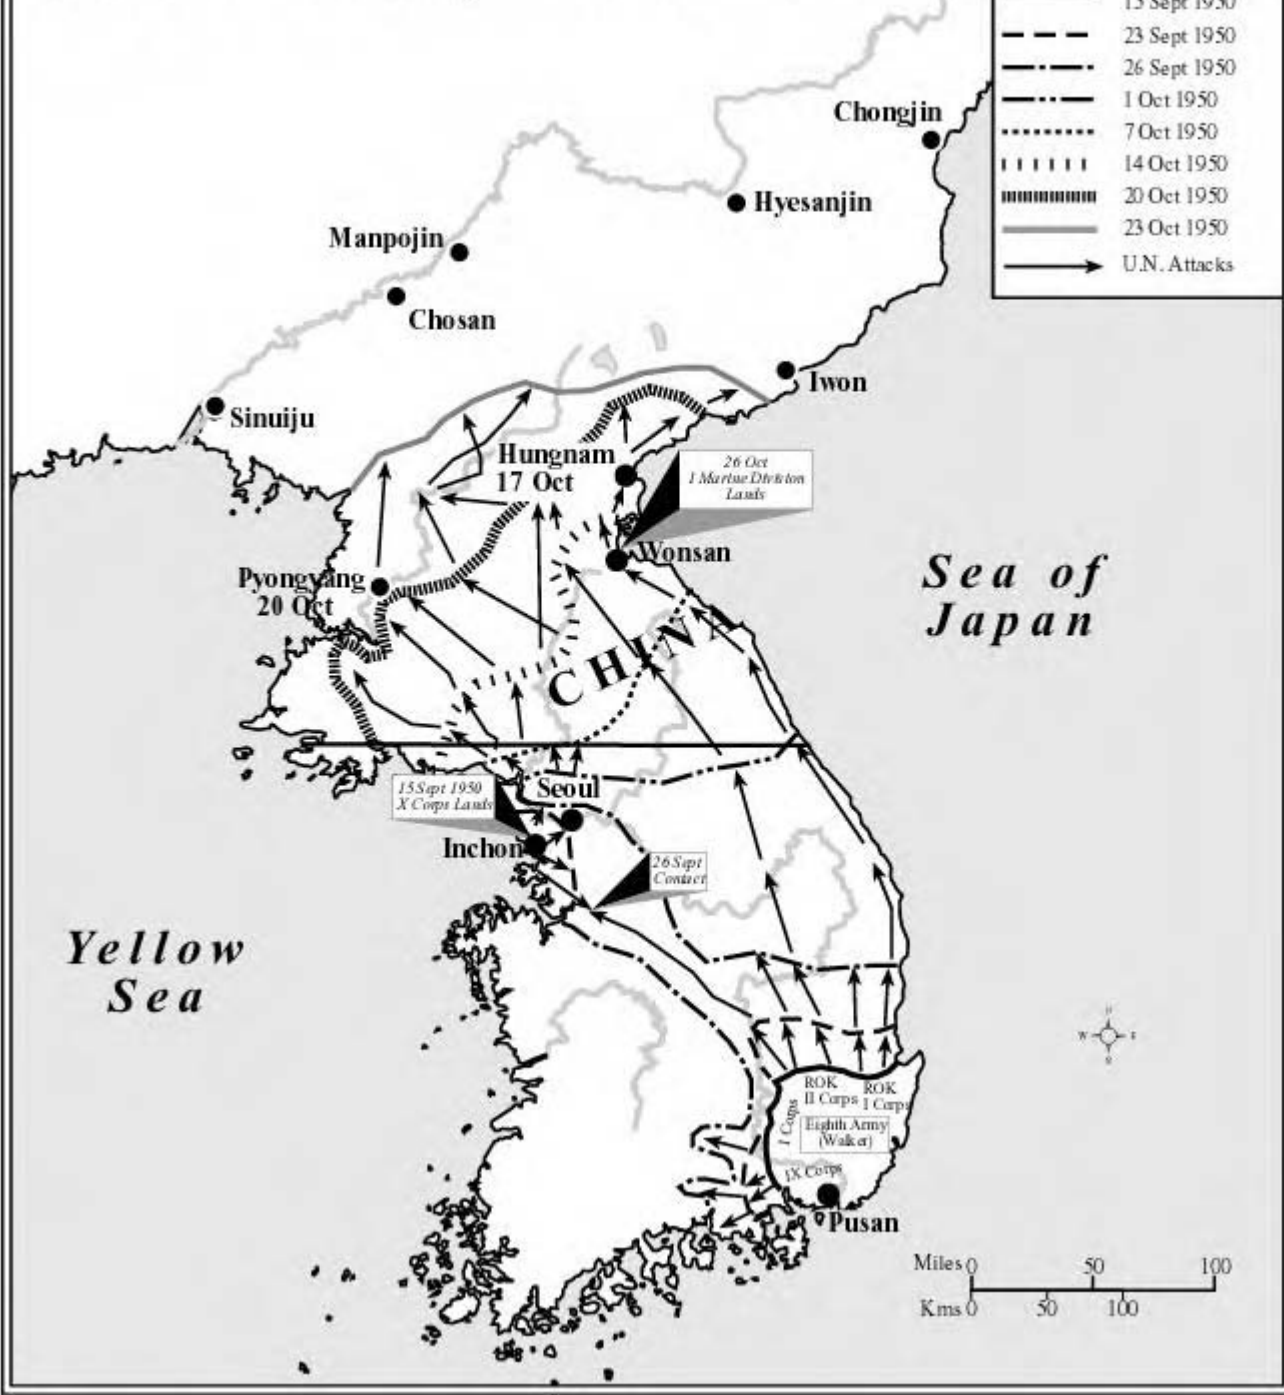 15 Sept 1950
23 Sept 1950
26 Sept 1950
1 Oct 1950
7 Oct 1950
14 Oct 1950
20 Oct 1950
23 Oct 1950
U.N. Attacks
Chongjin
Hyesanjin
Manpojin
Chosan
Iwon
Sinuiju
Hungnam
17 Oct
26 Oct
1 Marine Division
Lands
Wonsan
Pyongyang
20 Oct
Sea of
Japan
CHINA
15 Sept 1950
X Corps Lands
Seoul
Inchon
26 Sept
Contact
Yellow
Sea
W
E
ROK
II Corps
ROK
I Corps
I Corps
Eighth Army
(Walker)
IX Corps
Pusan
Miles 0 50 100
Kms 0 50 100